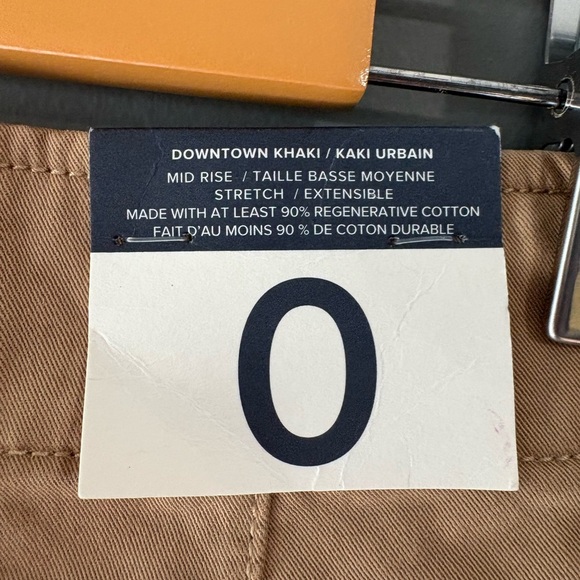 DOWNTOWN KHAKI / KAKI URBAIN
MID RISE / TAILLE BASSE MOYENNE
STRETCH / EXTENSIBLE
MADE WITH AT LEAST 90% REGENERATIVE COTTON
FAIT D'AU MOINS 90 % DE COTON DURABLE
0